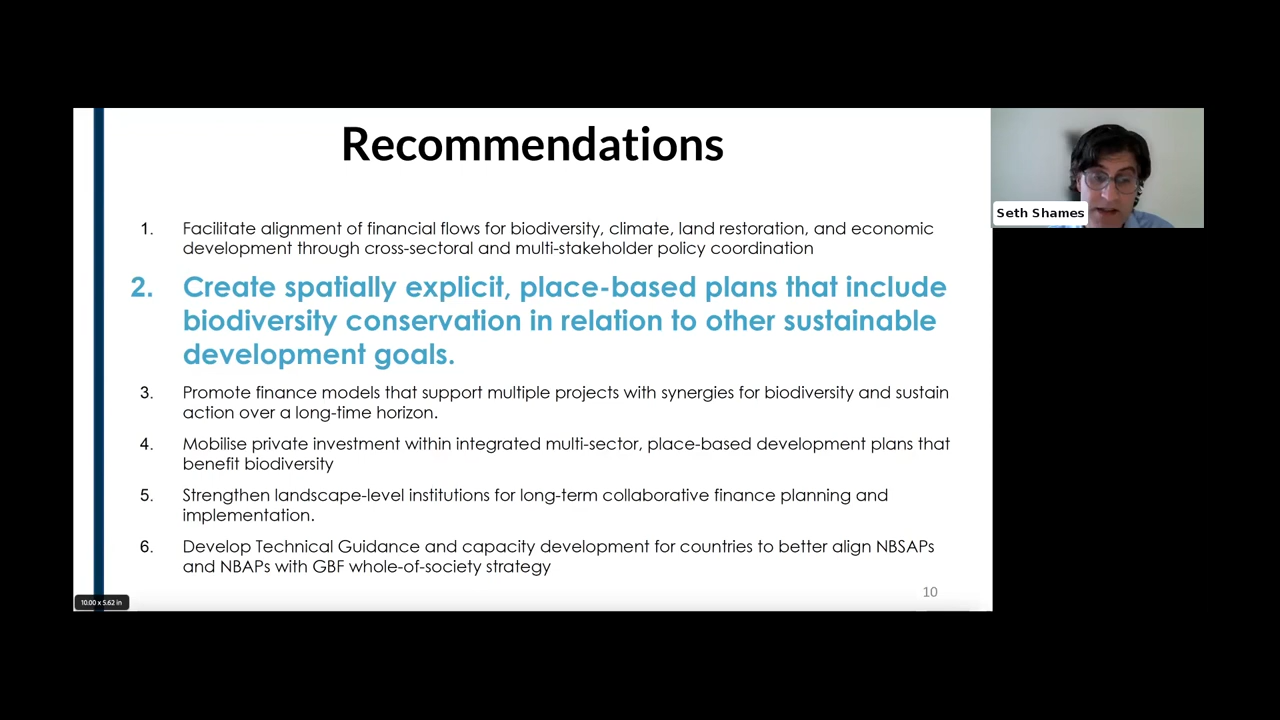 Recommendations
1. Facilitate alignment of financial flows for biodiversity, climate, land restoration, and economic
development through cross-sectoral and multi-stakeholder policy coordination
2. Create spatially explicit, place-based plans that include
biodiversity conservation in relation to other sustainable
development goals.
3. Promote finance models that support multiple projects with synergies for biodiversity and sustain
action over a long-time horizon.
4. Mobilise private investment within integrated multi-sector, place-based development plans that
benefit biodiversity
5. Strengthen landscape-level institutions for long-term collaborative finance planning and
implementation.
6. Develop Technical Guidance and capacity development for countries to better align NBSAPs
and NBAPs with GBF whole-of-society strategy
10
10.00 x 5.62 in
Seth Shames